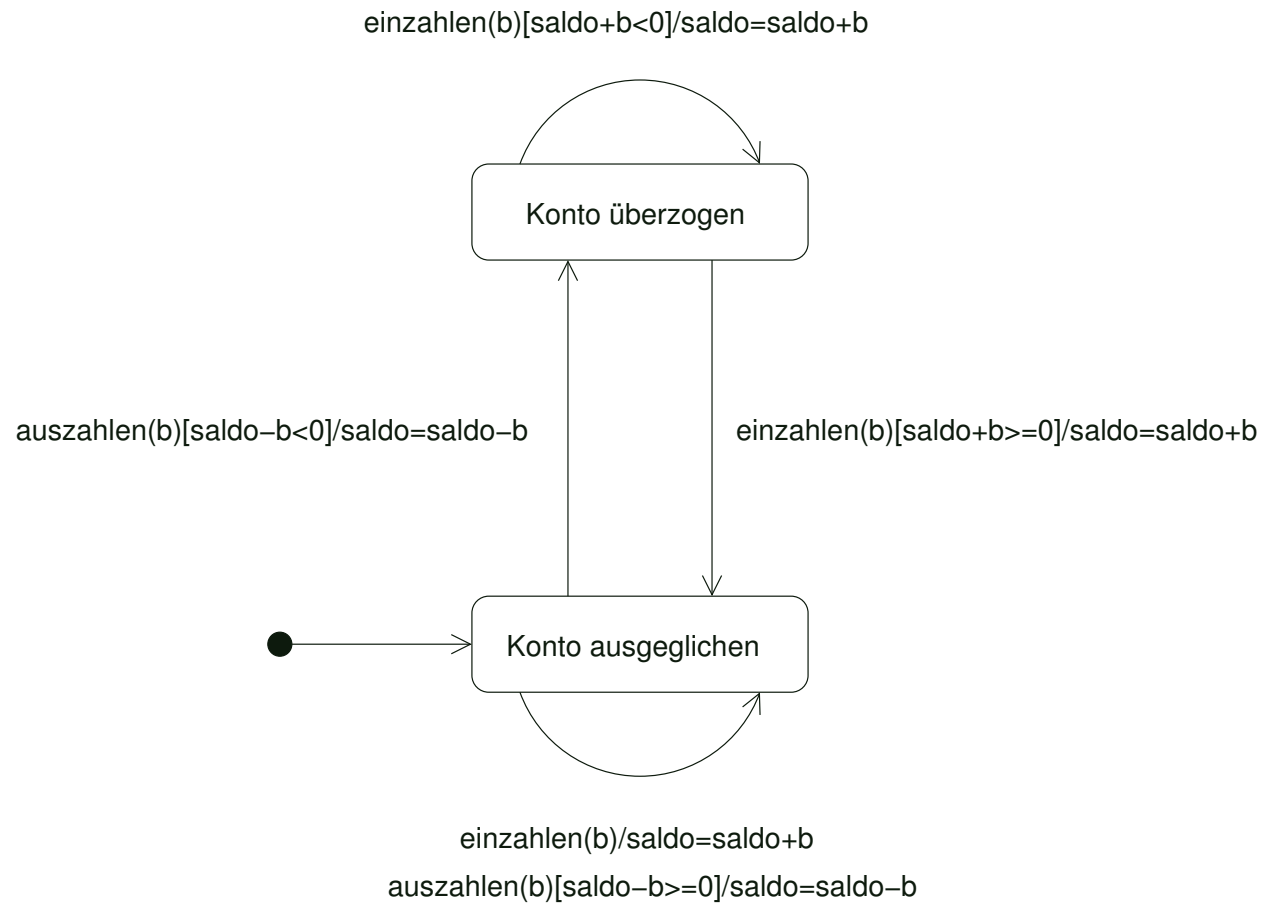 einzahlen(b)[saldo+b<0]/saldo=saldo+b
Konto überzogen
auszahlen(b)[saldo−b<0]/saldo=saldo−b
einzahlen(b)[saldo+b>=0]/saldo=saldo+b
Konto ausgeglichen
einzahlen(b)/saldo=saldo+b
auszahlen(b)[saldo−b>=0]/saldo=saldo−b